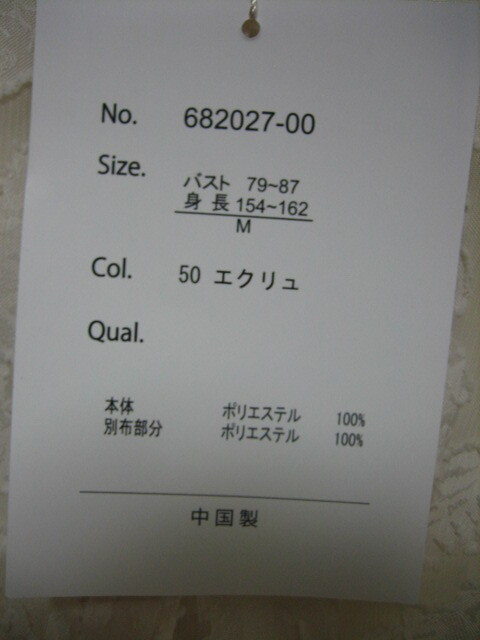 No. 682027-00
Size. バスト 79~87
身長 154~162
M
Col. 50 エクリュ
Qual.
本体 ポリエステル 100%
別布部分 ポリエステル 100%
中国製